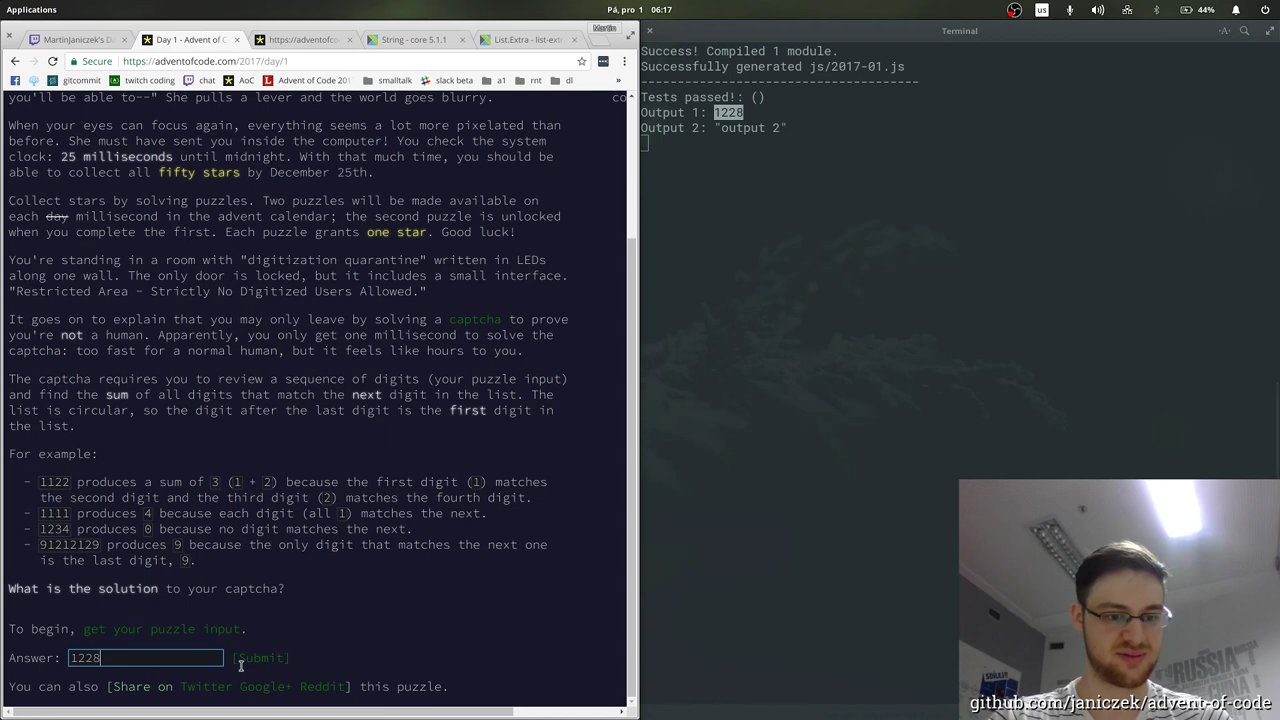 Applications
Pá, pro 1 06:17
us
44%
Martin
MartinJaniczek's Da
Day 1 - Advent of C
https://adventofco
String - core 5.1.1
List.Extra - list-ext
Secure
https://adventofcode.com/2017/day/1
gitcommit
twitch coding
chat
AoC
Advent of Code 201
smalltalk
slack beta
a1
rnt
dl
»
you'll be able to--" She pulls a lever and the world goes blurry.
co
When your eyes can focus again, everything seems a lot more pixelated than
before. She must have sent you inside the computer! You check the system
clock: 25 milliseconds until midnight. With that much time, you should be
able to collect all fifty stars by December 25th.
Collect stars by solving puzzles. Two puzzles will be made available on
each day millisecond in the advent calendar; the second puzzle is unlocked
when you complete the first. Each puzzle grants one star. Good luck!
You're standing in a room with "digitization quarantine" written in LEDs
along one wall. The only door is locked, but it includes a small interface.
"Restricted Area - Strictly No Digitized Users Allowed."
It goes on to explain that you may only leave by solving a captcha to prove
you're not a human. Apparently, you only get one millisecond to solve the
captcha: too fast for a normal human, but it feels like hours to you.
The captcha requires you to review a sequence of digits (your puzzle input)
and find the sum of all digits that match the next digit in the list. The
list is circular, so the digit after the last digit is the first digit in
the list.
For example:
- 1122 produces a sum of 3 (1 + 2) because the first digit (1) matches
the second digit and the third digit (2) matches the fourth digit.
- 1111 produces 4 because each digit (all 1) matches the next.
- 1234 produces 0 because no digit matches the next.
- 91212129 produces 9 because the only digit that matches the next one
is the last digit, 9.
What is the solution to your captcha?
To begin, get your puzzle input.
Answer: 1228 [Submit]
You can also [Share on Twitter Google+ Reddit] this puzzle.
Terminal
Success! Compiled 1 module.
Successfully generated js/2017-01.js
-------------------------------------
Tests passed!: ()
Output 1: 1228
Output 2: "output 2"
github.com/janiczek/advent-of-code